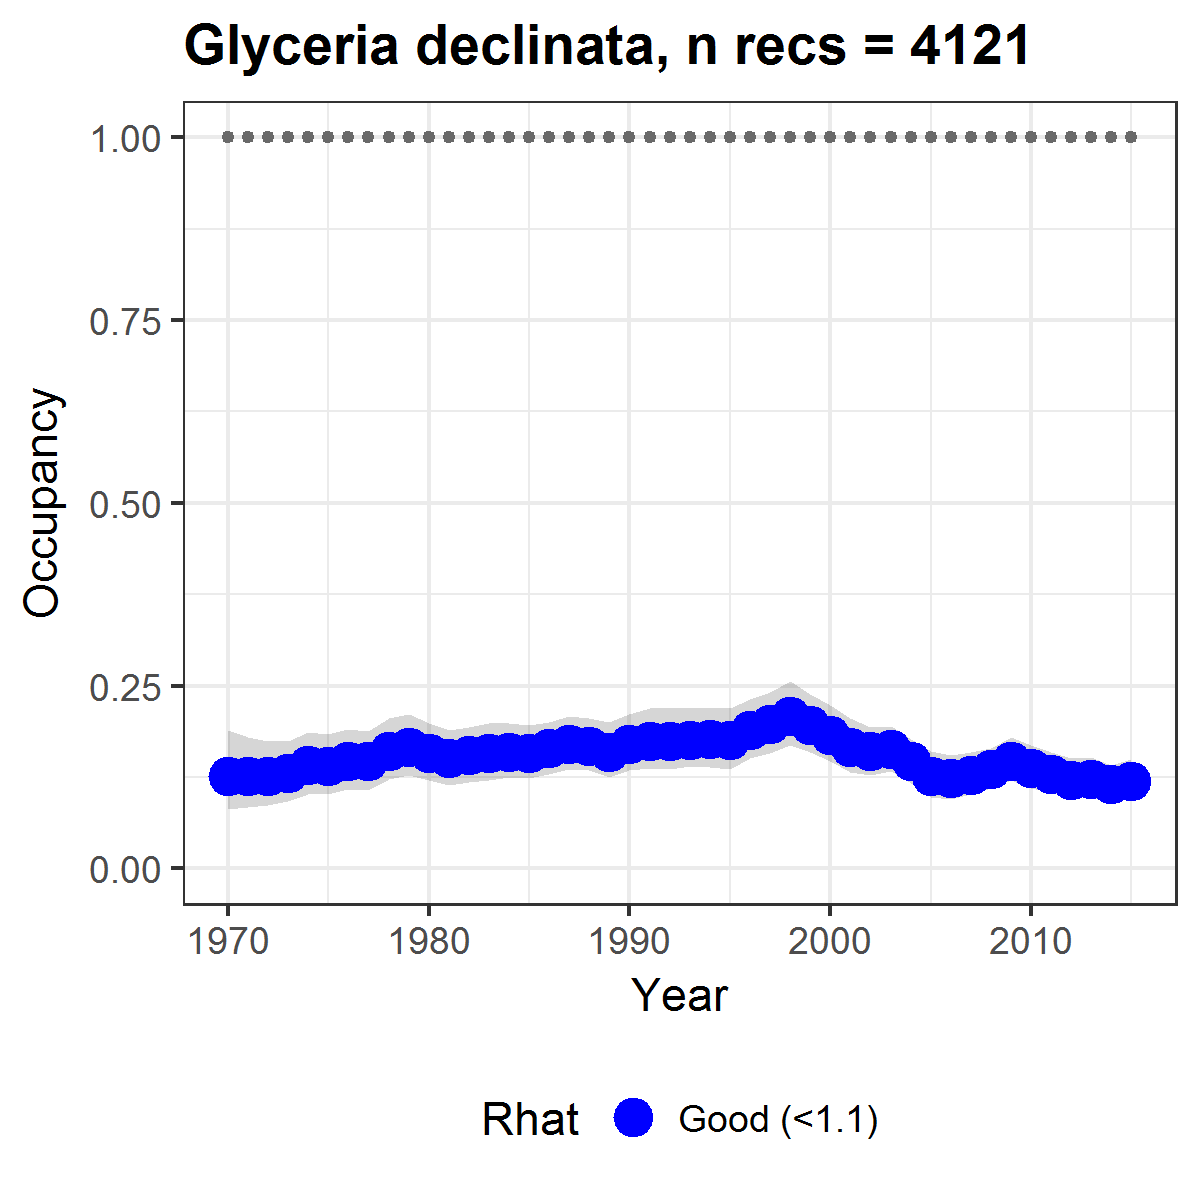 Glyceria declinata, n recs = 4121
1.00
0.75
0.50
0.25
0.00
Occupancy
1970 1980 1990 2000 2010
Year
Rhat Good (<1.1)